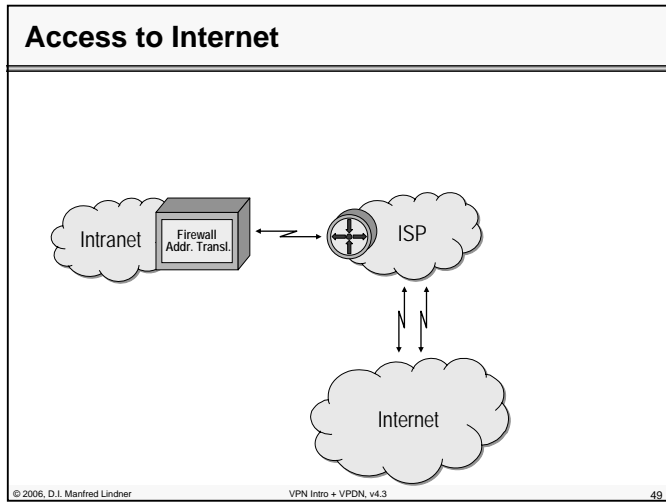 Access to Internet
Intranet
Firewall
Addr. Transl.
ISP
Internet
© 2006, D.I. Manfred Lindner
VPN Intro + VPDN, v4.3
49